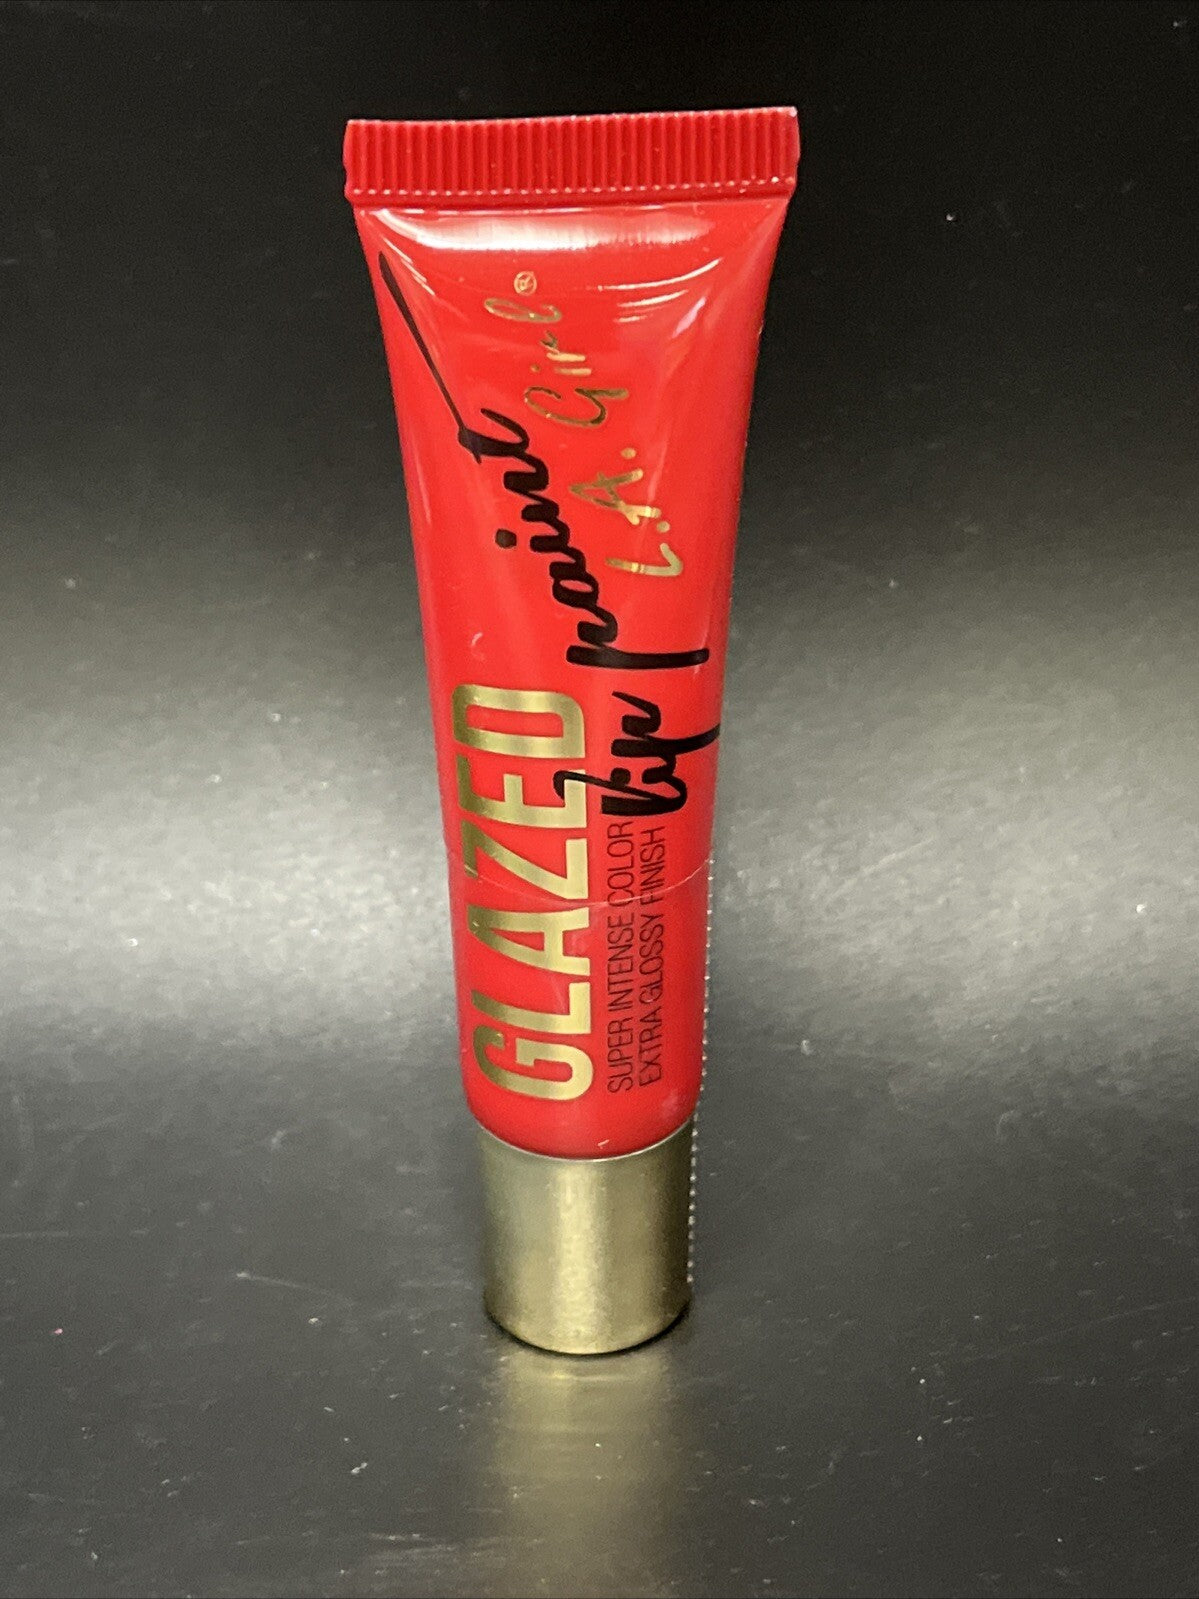 L.A. Girl®
GLAZED
Lip Paint
SUPER INTENSE COLOR
EXTRA GLOSSY FINISH